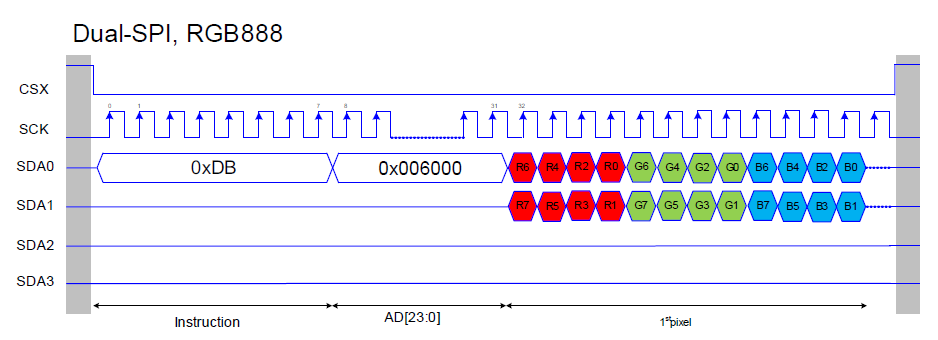 Dual-SPI, RGB888
CSX
0 1 7 8 31 32
SCK
SDA0 0xDB 0x006000 R6 R4 R2 R0 G6 G4 G2 G0 B6 B4 B2 B0
SDA1 R7 R5 R3 R1 G7 G5 G3 G1 B7 B5 B3 B1
SDA2
SDA3
Instruction AD[23:0] 1st pixel